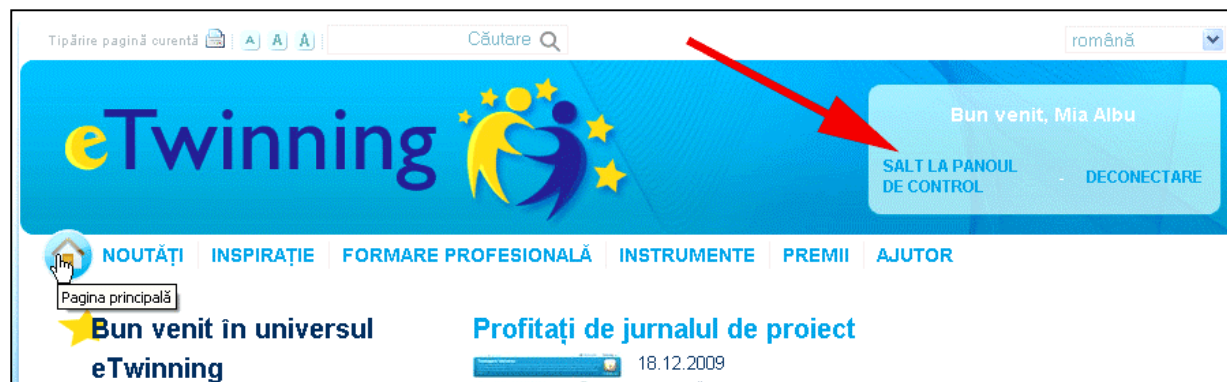 Tipărire pagină curentă A A A Căutare română
eTwinning
Bun venit, Mia Albu
SALT LA PANOUL
DE CONTROL - DECONECTARE
NOUTĂȚI INSPIRAȚIE FORMARE PROFESIONALĂ INSTRUMENTE PREMII AJUTOR
Pagina principală
Bun venit în universul
eTwinning
Profitați de jurnalul de proiect
18.12.2009